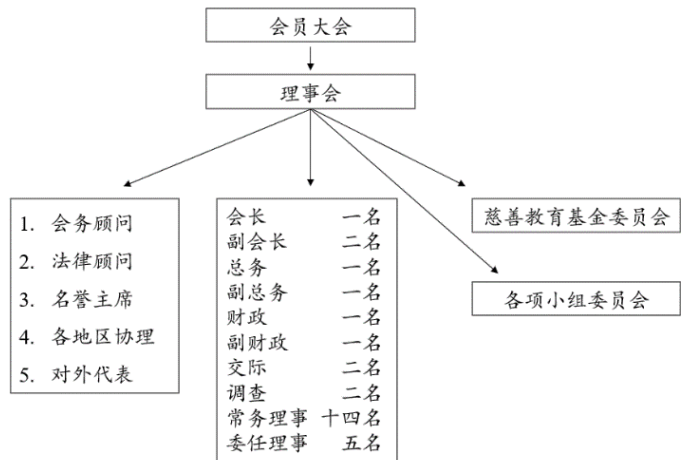 会员大会
理事会
1. 会务顾问
2. 法律顾问
3. 名誉主席
4. 各地区协理
5. 对外代表
会长 一名
副会长 二名
总务 一名
副总务 一名
财政 一名
副财政 一名
交际 二名
调查 二名
常务理事 十四名
委任理事 五名
慈善教育基金委员会
各项小组委员会